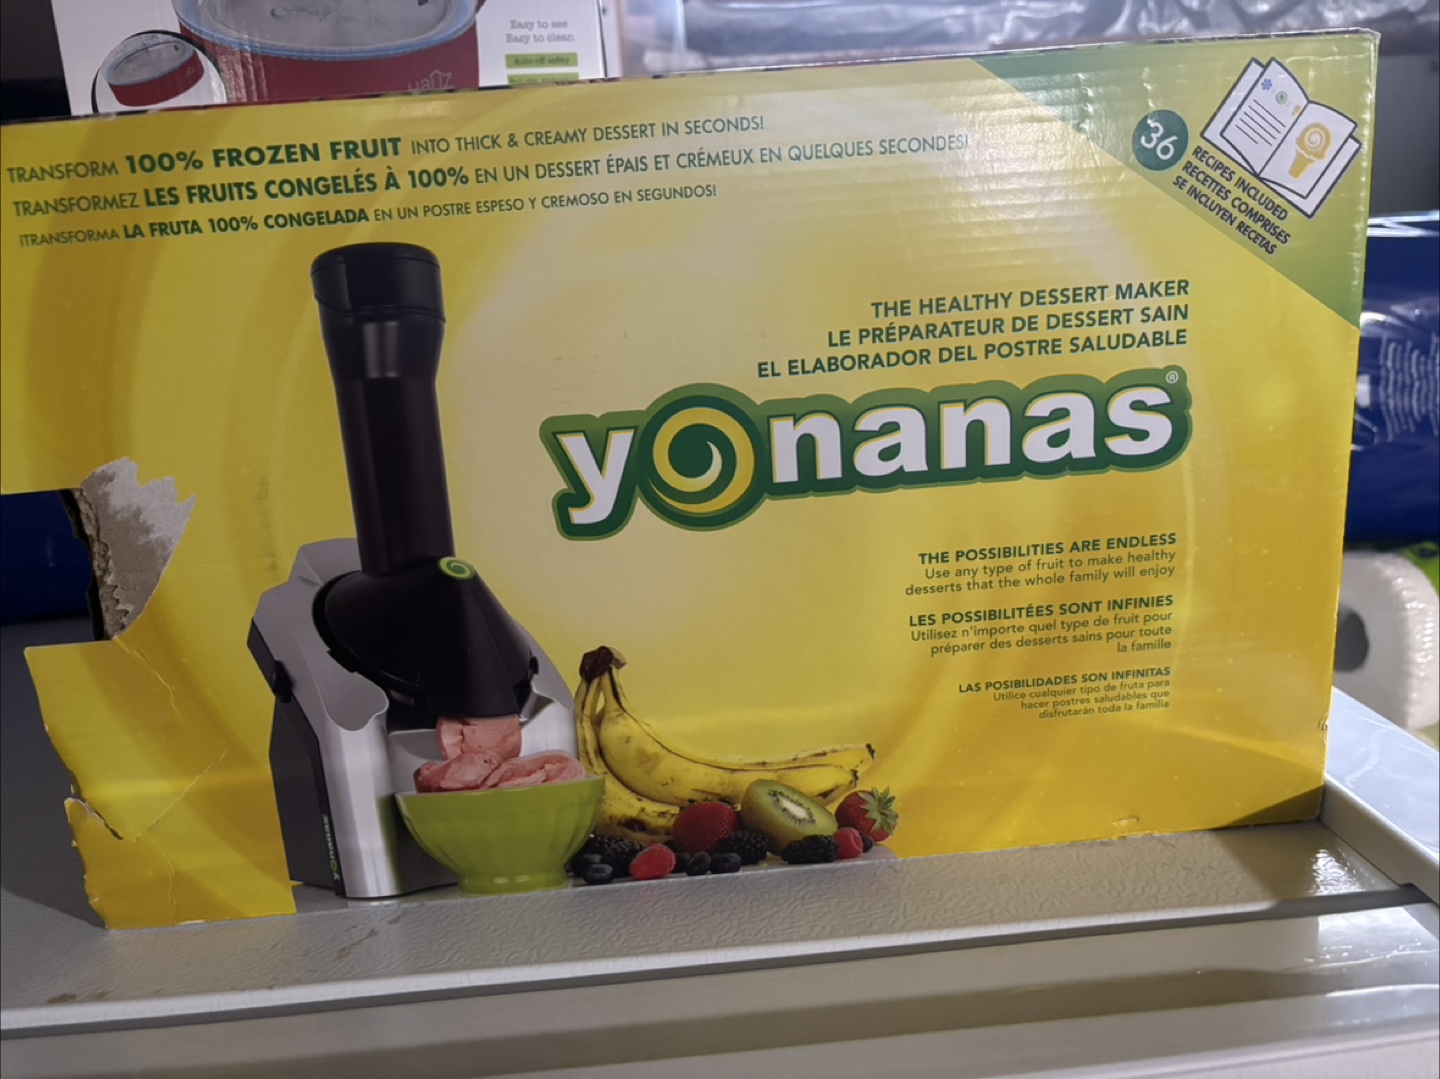 Easy to see
Easy to clean
Auto-off safety
TRANSFORM 100% FROZEN FRUIT INTO THICK & CREAMY DESSERT IN SECONDS!
TRANSFORMEZ LES FRUITS CONGELÉS À 100% EN UN DESSERT ÉPAIS ET CRÉMEUX EN QUELQUES SECONDES!
¡TRANSFORMA LA FRUTA 100% CONGELADA EN UN POSTRE ESPESO Y CREMOSO EN SEGUNDOS!
36
RECIPES INCLUDED
RECETTES COMPRISES
SE INCLUYEN RECETAS
THE HEALTHY DESSERT MAKER
LE PRÉPARATEUR DE DESSERT SAIN
EL ELABORADOR DEL POSTRE SALUDABLE
yonanas®
THE POSSIBILITIES ARE ENDLESS
Use any type of fruit to make healthy
desserts that the whole family will enjoy
LES POSSIBILITÉES SONT INFINIES
Utilisez n'importe quel type de fruit pour
préparer des desserts sains pour toute
la famille
LAS POSIBILIDADES SON INFINITAS
Utilice cualquier tipo de fruta para
hacer postres saludables que
disfrutarán toda la familia
yonanas